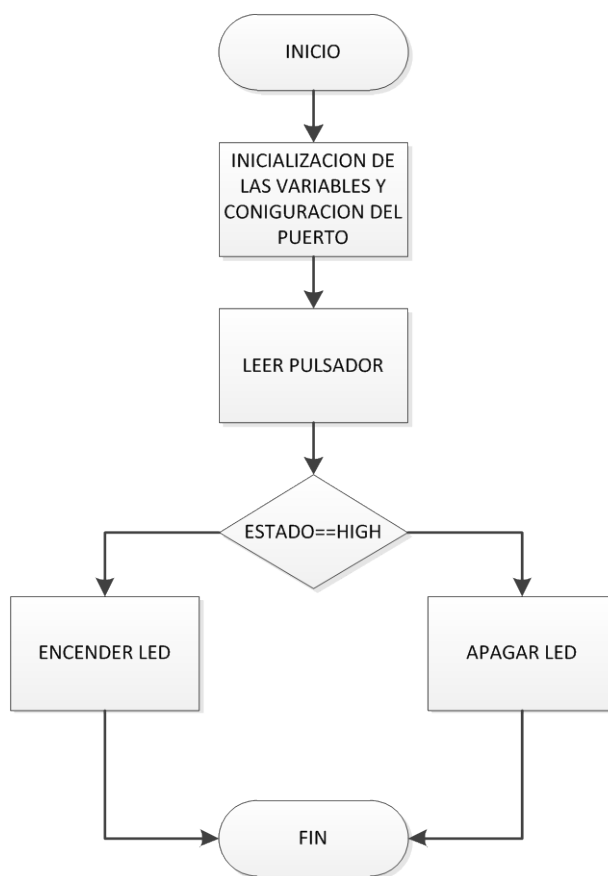 INICIO
INICIALIZACION DE
LAS VARIABLES Y
CONIGURACION DEL
PUERTO
LEER PULSADOR
ESTADO==HIGH
ENCENDER LED
APAGAR LED
FIN